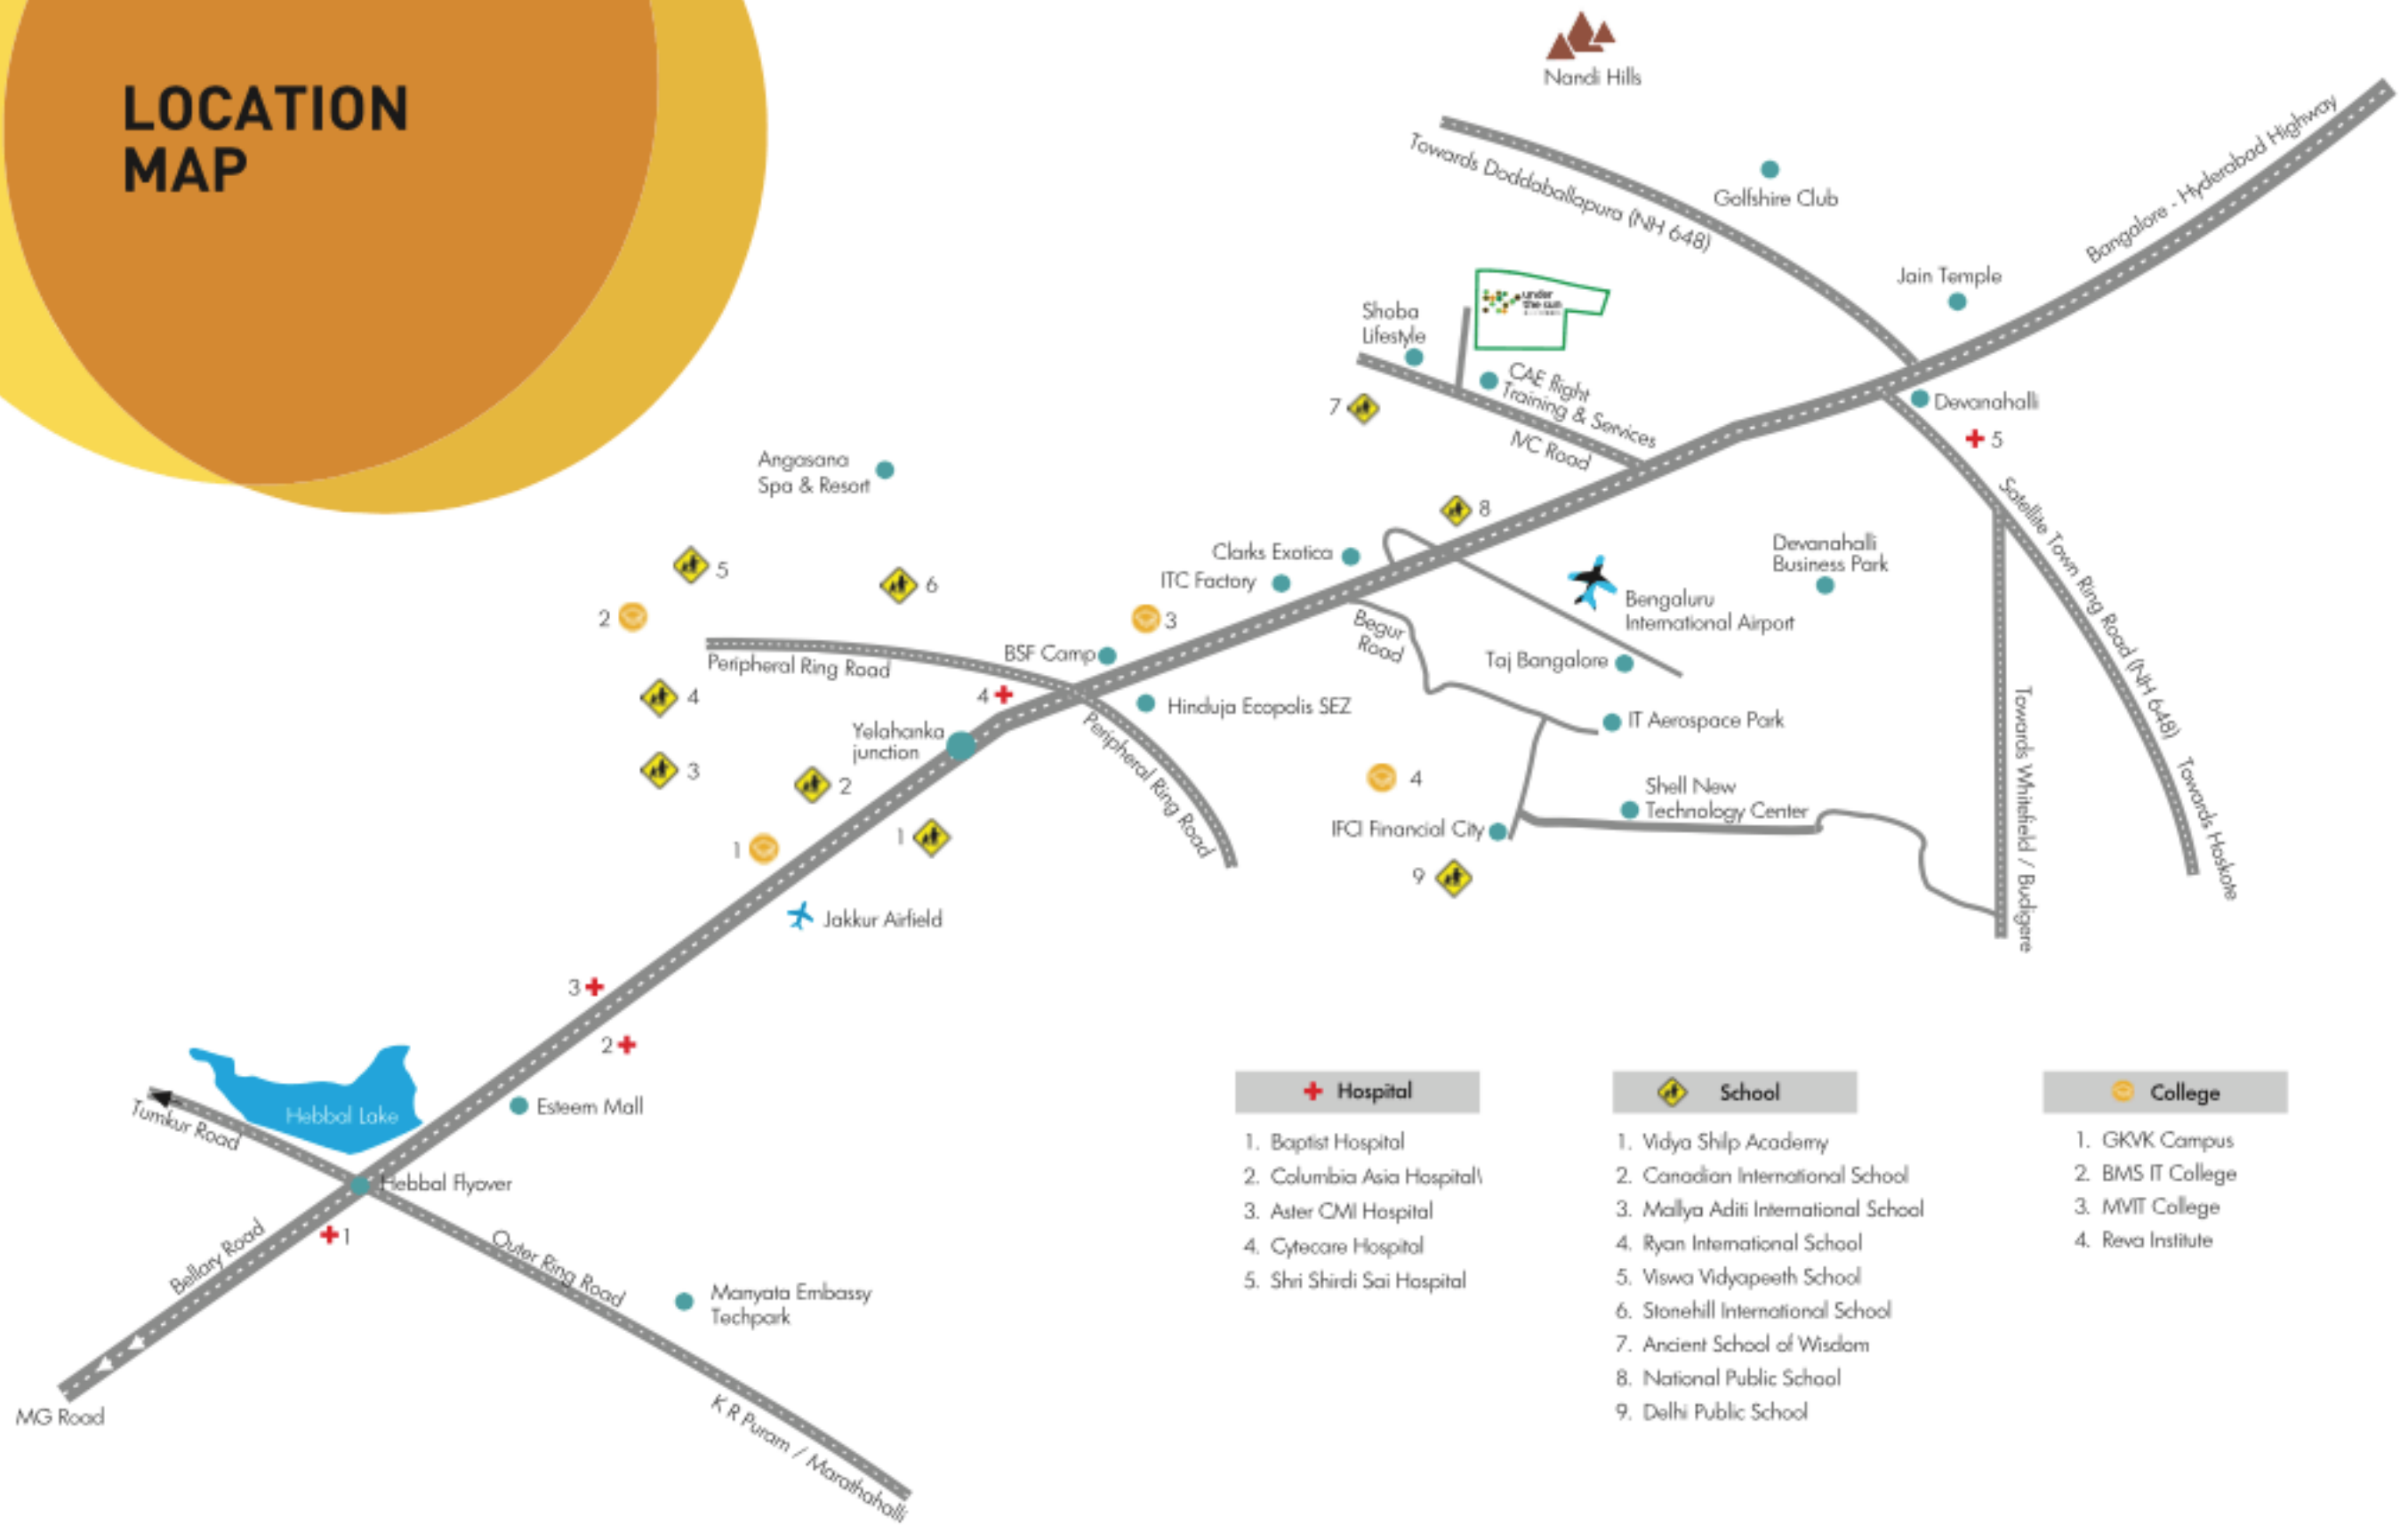 LOCATION
MAP
Nandi Hills
Towards Doddaballapura (NH 648)
Golfshire Club
Bangalore - Hyderabad Highway
Jain Temple
Shoba
Lifestyle
under
the sun
CAE flight
Training & Services
IVC Road
7
Devanahalli
5
Angasana
Spa & Resort
8
Satellite Town Ring Road (NH 648)
Towards Hoskote
Towards Whitefield / Budigere
Devanahalli
Business Park
Clarks Exotica
ITC Factory
Bengaluru
International Airport
5
6
2
3
Begur
Road
BSF Camp
Taj Bangalore
Peripheral Ring Road
4
4
Hinduja Ecopolis SEZ
IT Aerospace Park
Yelahanka
junction
Peripheral Ring Road
3
2
4
Shell New
Technology Center
IFCI Financial City
1
1
9
Jakkur Airfield
3
2
Esteem Mall
Hebbal Lake
Tumkur Road
Hebbal Flyover
1
Bellary Road
Outer Ring Road
Manyata Embassy
Techpark
MG Road
K R Puram / Marathahalli
Hospital
1. Baptist Hospital
2. Columbia Asia Hospital\
3. Aster CMI Hospital
4. Cytecare Hospital
5. Shri Shirdi Sai Hospital
School
1. Vidya Shilp Academy
2. Canadian International School
3. Mallya Aditi International School
4. Ryan International School
5. Viswa Vidyapeeth School
6. Stonehill International School
7. Ancient School of Wisdom
8. National Public School
9. Delhi Public School
College
1. GKVK Campus
2. BMS IT College
3. MVIT College
4. Reva Institute